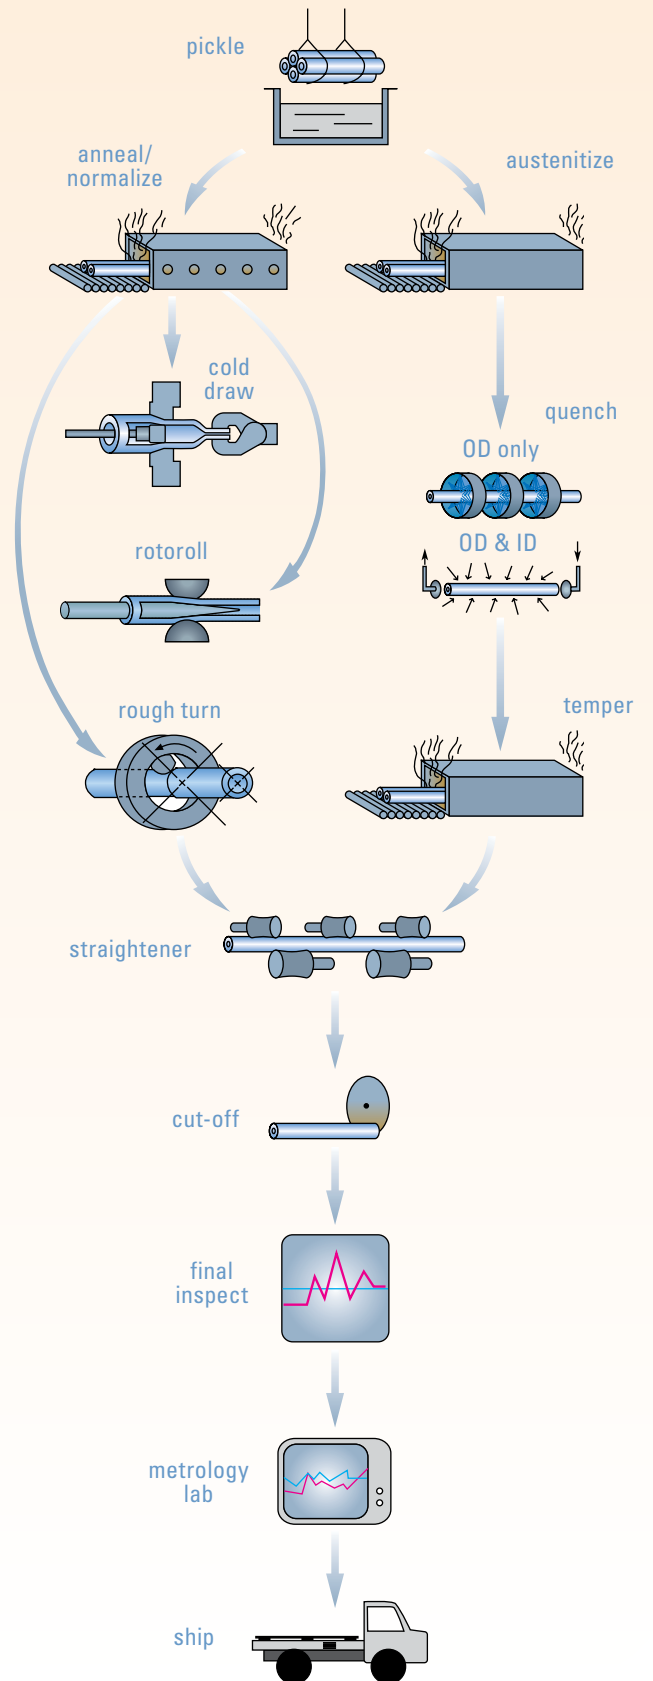 pickle
anneal/
normalize
austenitize
cold
draw
quench
OD only
rotoroll
OD & ID
rough turn
temper
straightener
cut-off
final
inspect
metrology
lab
ship